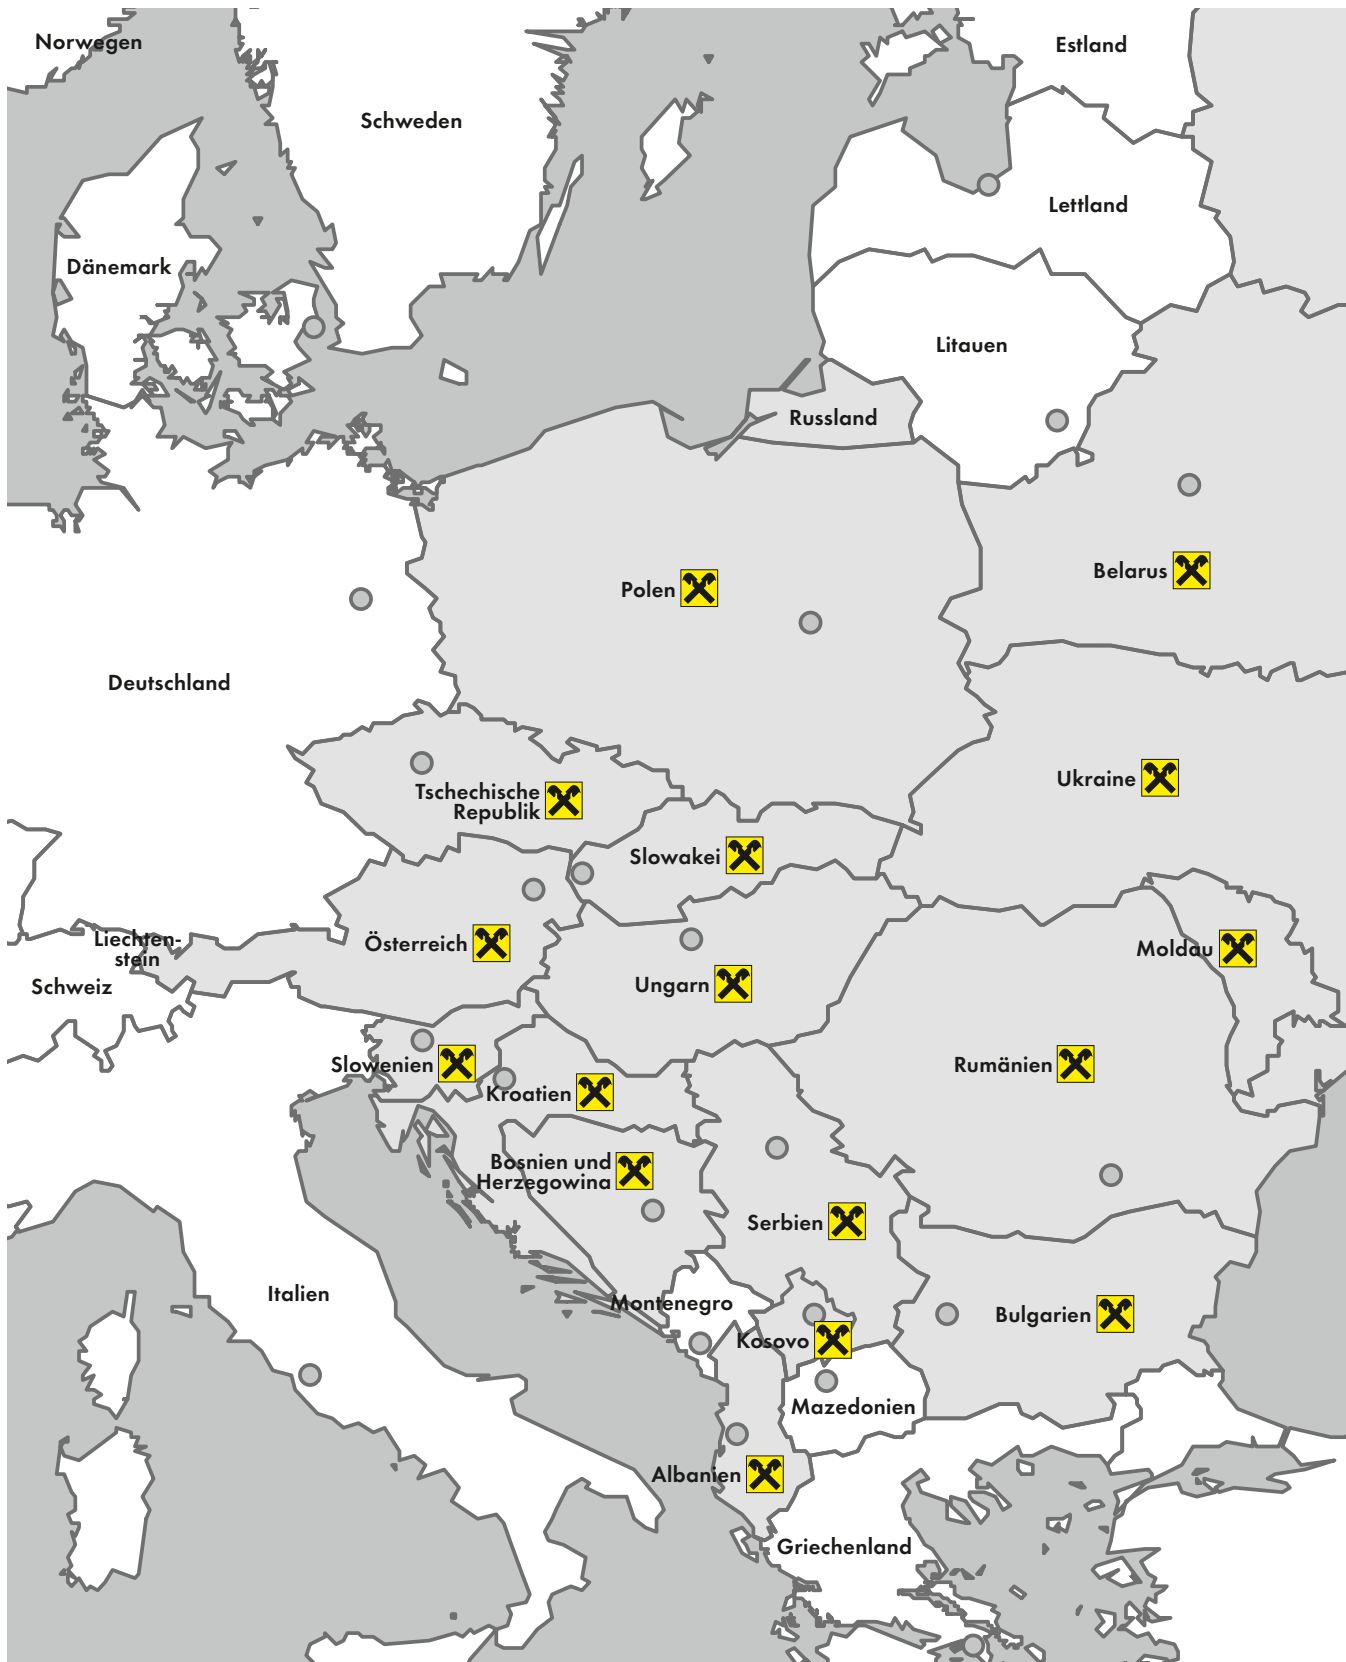 Norwegen
Estland
Schweden
Lettland
Dänemark
Litauen
Russland
Belarus
Polen
Deutschland
Ukraine
Tschechische
Republik
Slowakei
Liechten-
stein
Österreich
Moldau
Schweiz
Ungarn
Slowenien
Rumänien
Kroatien
Bosnien und
Herzegowina
Serbien
Italien
Montenegro
Bulgarien
Kosovo
Mazedonien
Albanien
Griechenland